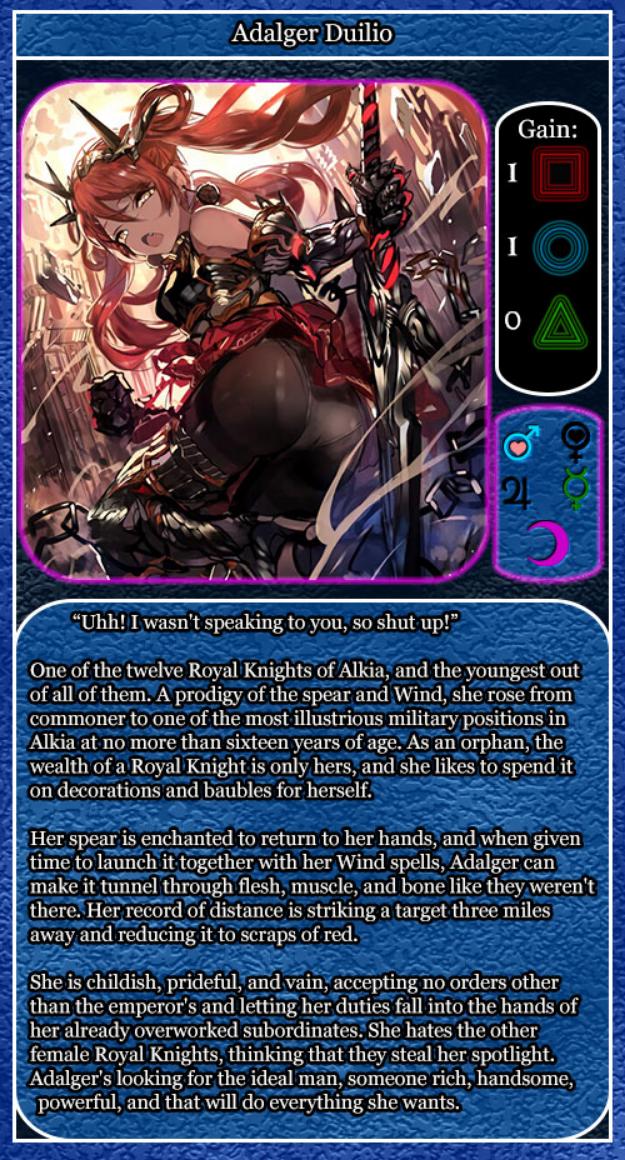 Adalger Duilio
Gain:
I
I
0
“Uhh! I wasn't speaking to you, so shut up!”
One of the twelve Royal Knights of Alkia, and the youngest out
of all of them. A prodigy of the spear and Wind, she rose from
commoner to one of the most illustrious military positions in
Alkia at no more than sixteen years of age. As an orphan, the
wealth of a Royal Knight is only hers, and she likes to spend it
on decorations and baubles for herself.
Her spear is enchanted to return to her hands, and when given
time to launch it together with her Wind spells, Adalger can
make it tunnel through flesh, muscle, and bone like they weren't
there. Her record of distance is striking a target three miles
away and reducing it to scraps of red.
She is childish, prideful, and vain, accepting no orders other
than the emperor's and letting her duties fall into the hands of
her already overworked subordinates. She hates the other
female Royal Knights, thinking that they steal her spotlight.
Adalger's looking for the ideal man, someone rich, handsome,
powerful, and that will do everything she wants.